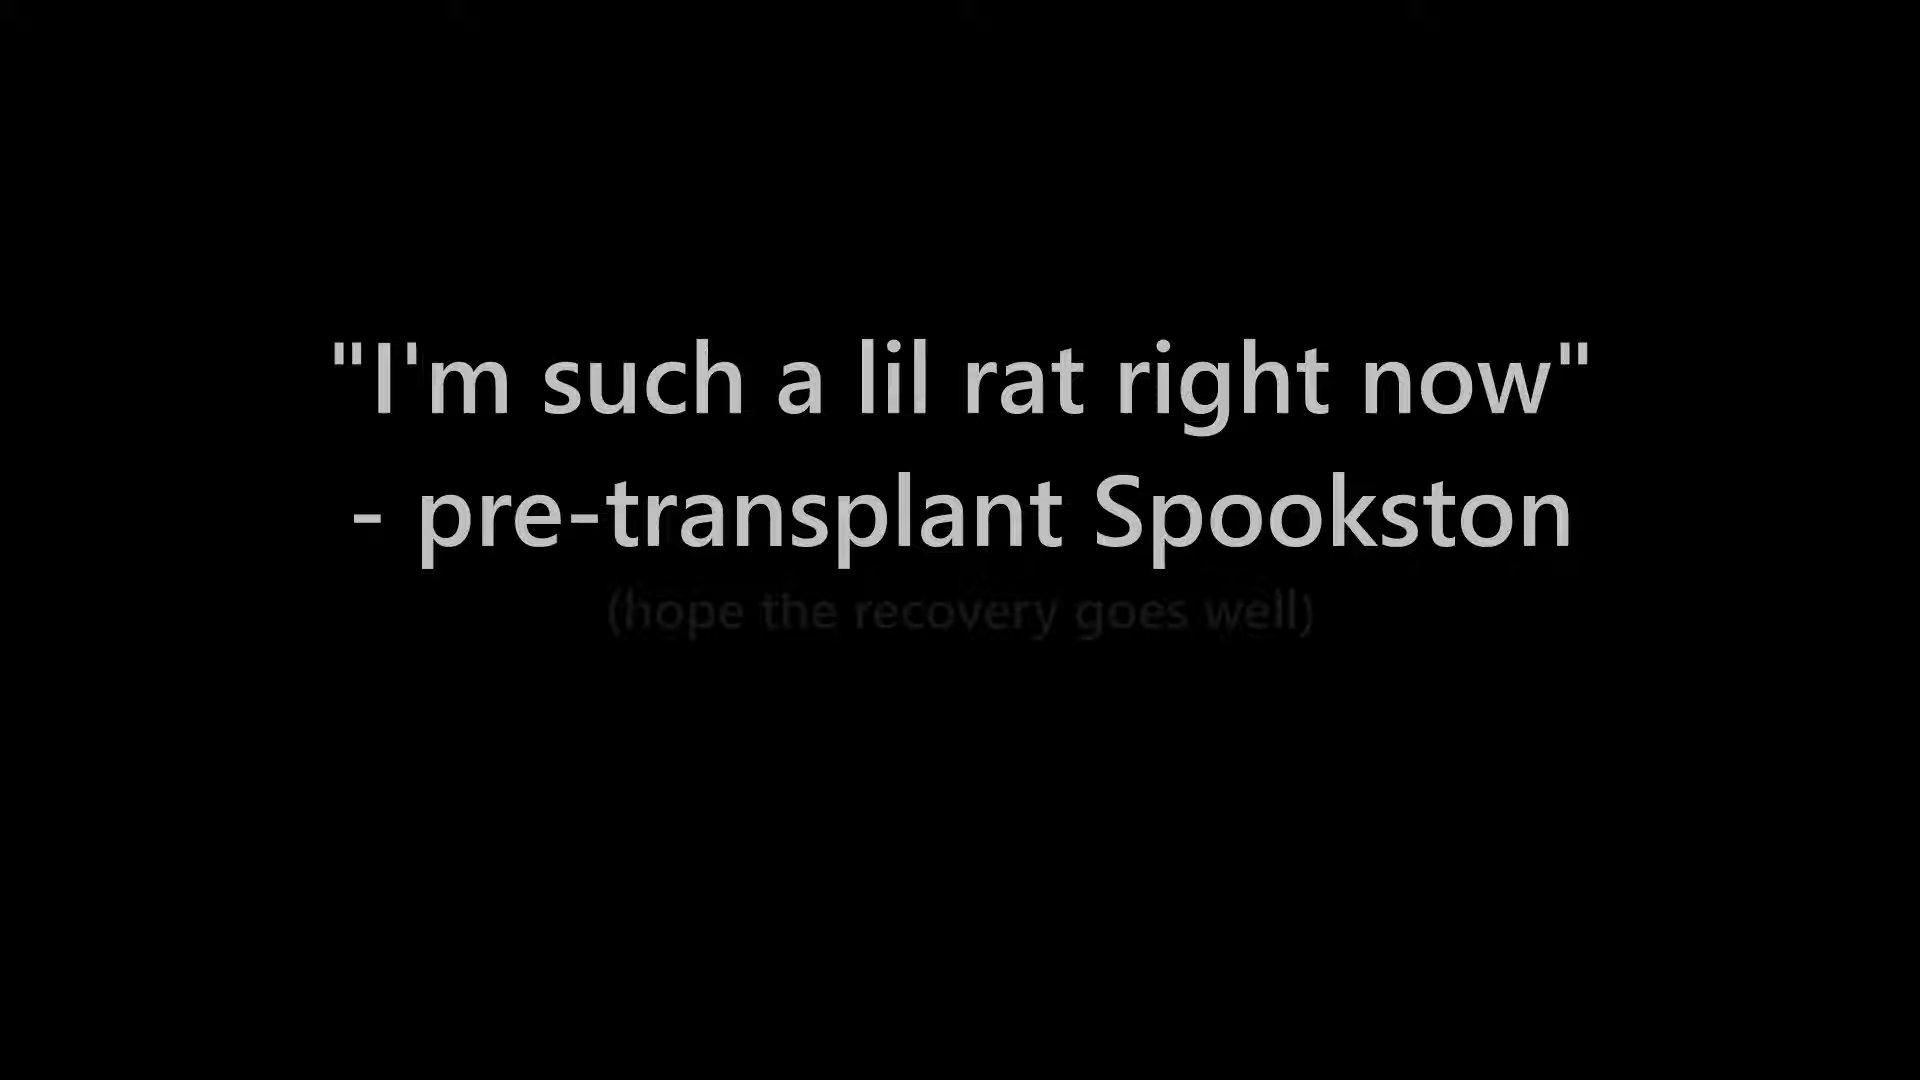 "I'm such a lil rat right now"
- pre-transplant Spookston
(hope the recovery goes well)